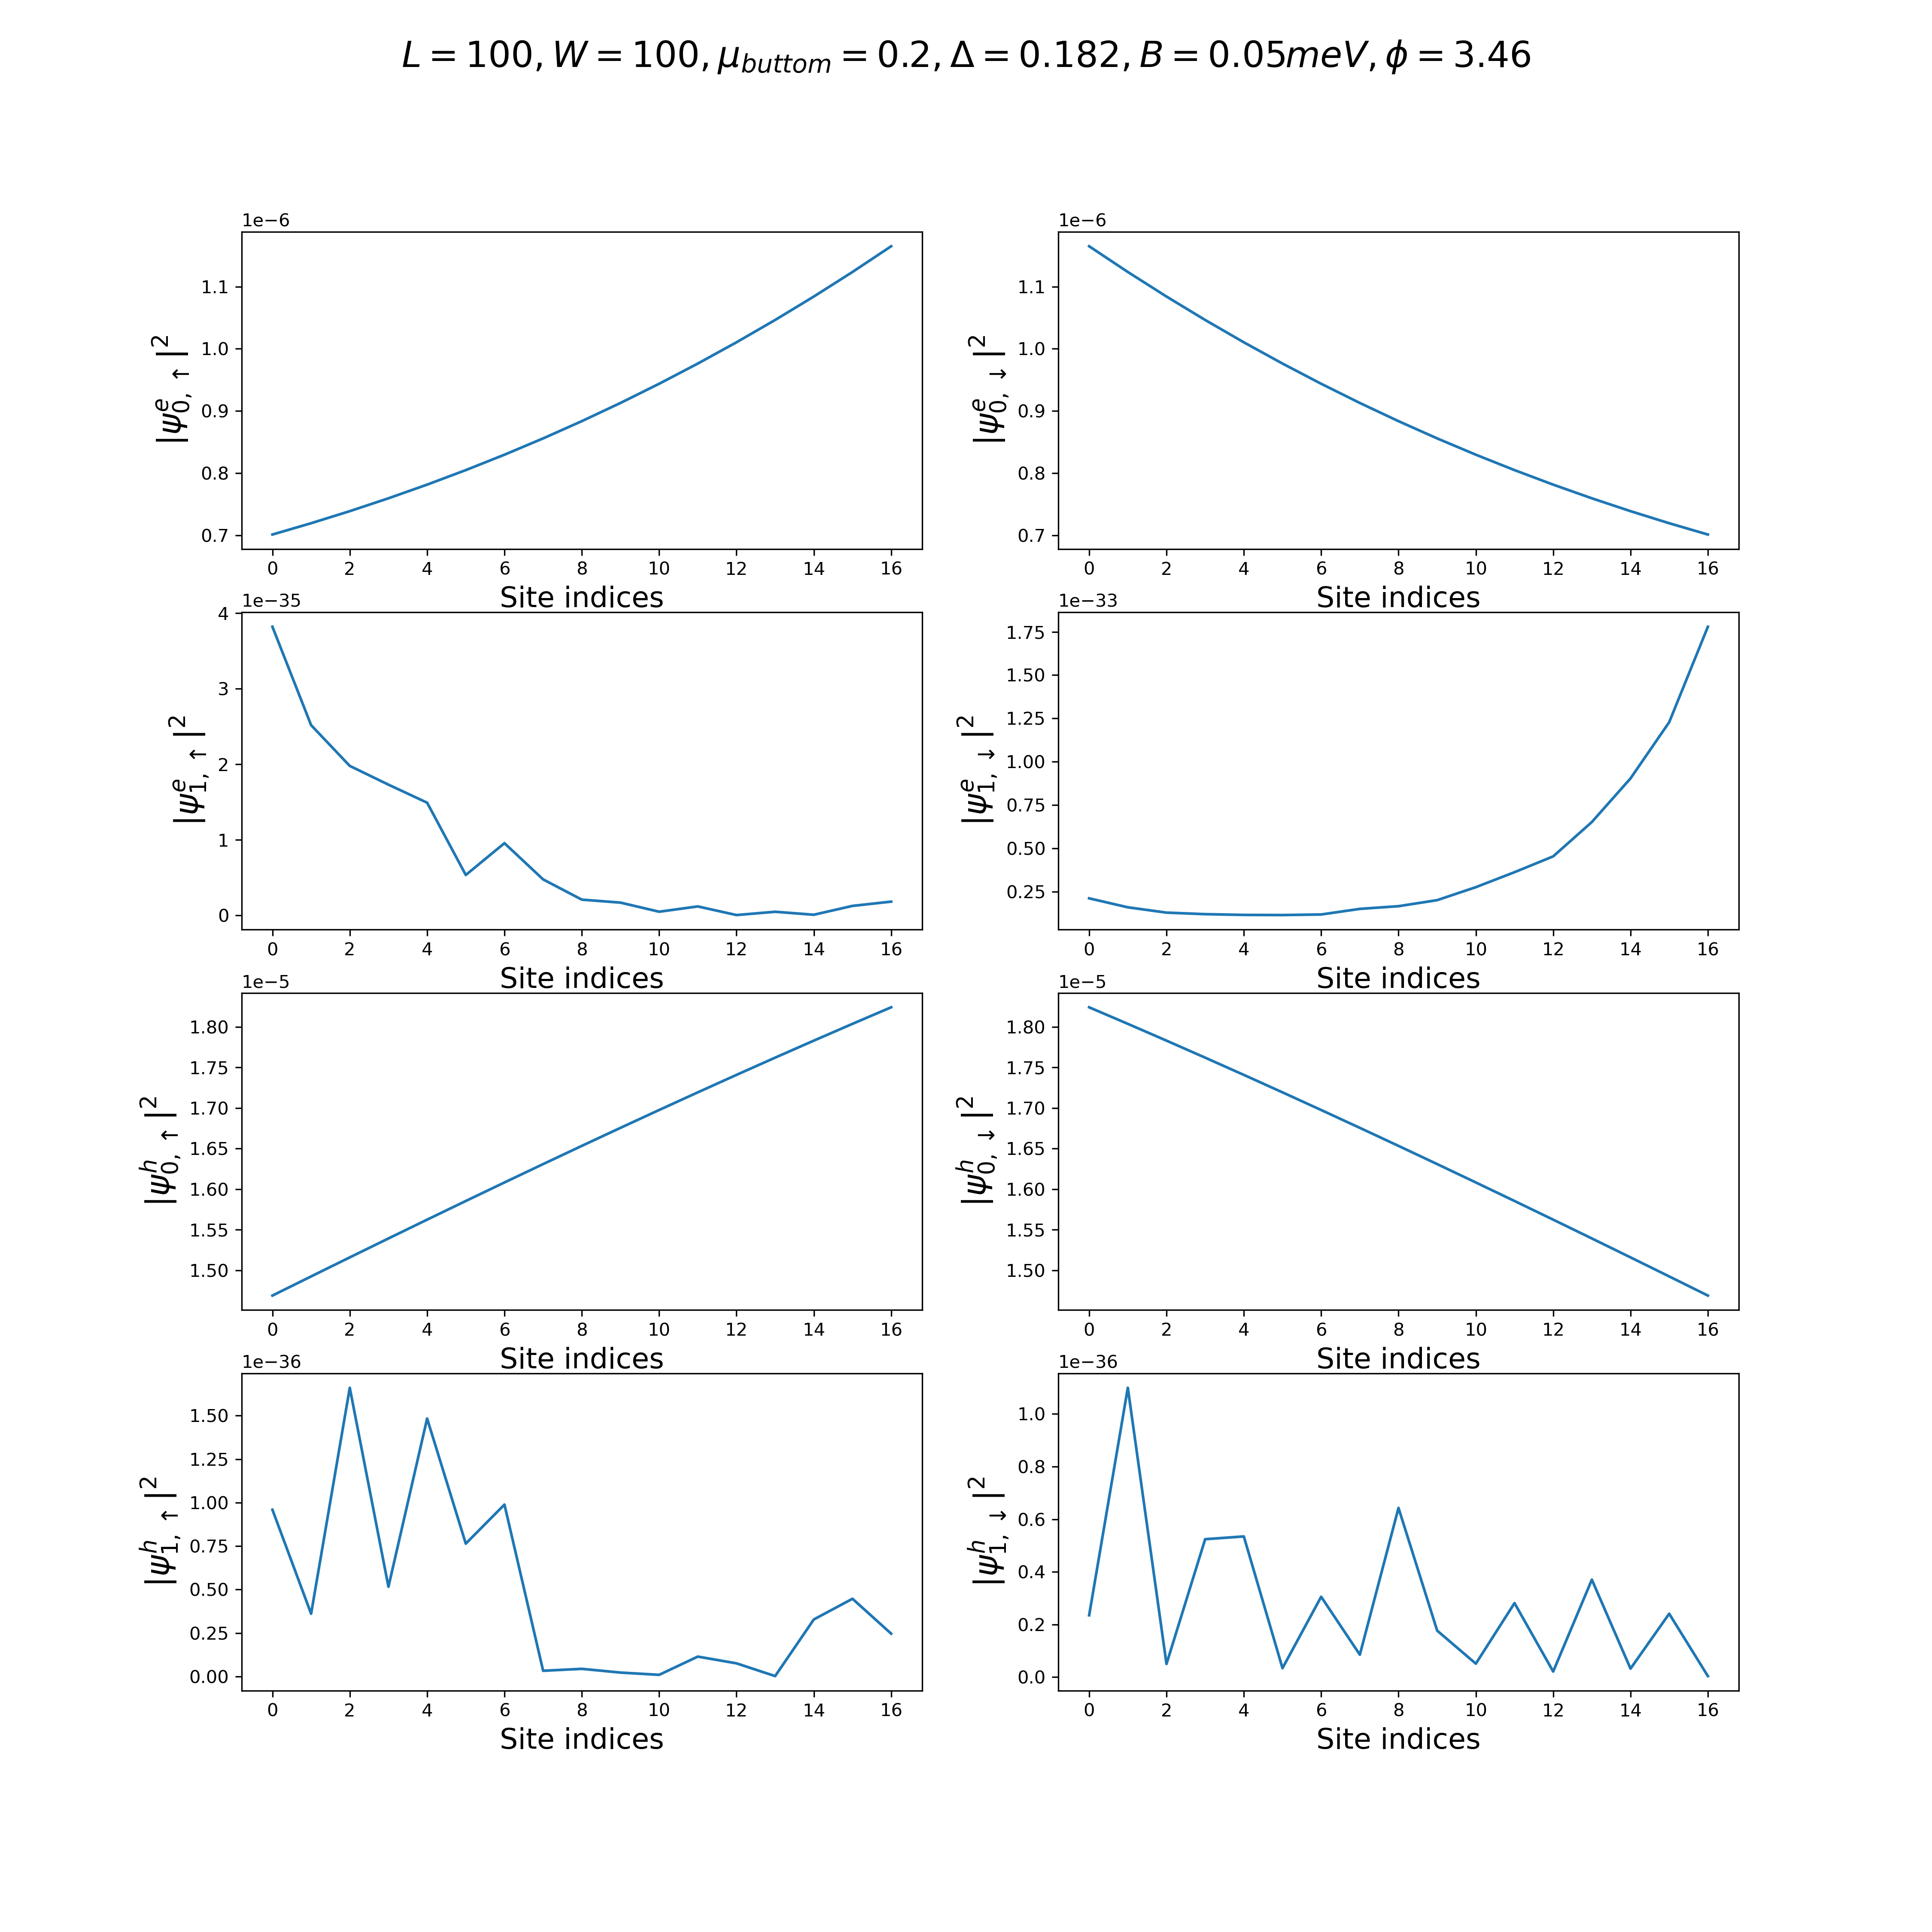 L = 100, W = 100, μ_buttom = 0.2, Δ = 0.182, B = 0.05meV, ϕ = 3.46
1e−6
|ψ^e_{0, ↑}|^2
1.1
1.0
0.9
0.8
0.7
0 2 4 6 8 10 12 14 16
Site indices
1e−6
|ψ^e_{0, ↓}|^2
1.1
1.0
0.9
0.8
0.7
0 2 4 6 8 10 12 14 16
Site indices
1e−35
|ψ^e_{1, ↑}|^2
4
3
2
1
0
0 2 4 6 8 10 12 14 16
Site indices
1e−33
|ψ^e_{1, ↓}|^2
1.75
1.50
1.25
1.00
0.75
0.50
0.25
0 2 4 6 8 10 12 14 16
Site indices
1e−5
|ψ^h_{0, ↑}|^2
1.80
1.75
1.70
1.65
1.60
1.55
1.50
0 2 4 6 8 10 12 14 16
Site indices
1e−5
|ψ^h_{0, ↓}|^2
1.80
1.75
1.70
1.65
1.60
1.55
1.50
0 2 4 6 8 10 12 14 16
Site indices
1e−36
|ψ^h_{1, ↑}|^2
1.50
1.25
1.00
0.75
0.50
0.25
0.00
0 2 4 6 8 10 12 14 16
Site indices
1e−36
|ψ^h_{1, ↓}|^2
1.0
0.8
0.6
0.4
0.2
0.0
0 2 4 6 8 10 12 14 16
Site indices